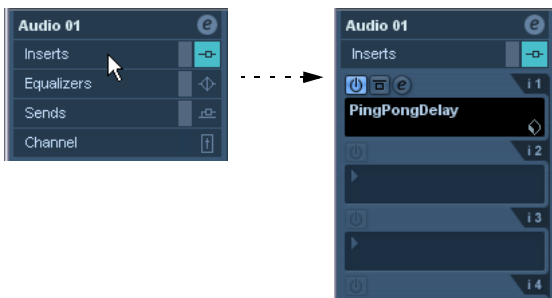 Audio 01 e
Inserts
Equalizers
Sends
Channel
Audio 01 e
Inserts
e i 1
PingPongDelay
i 2
i 3
i 4